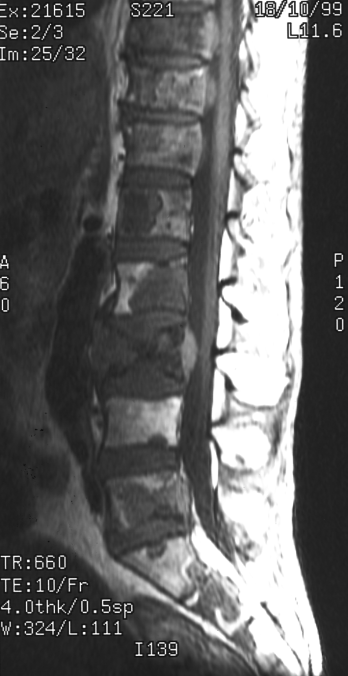 Ex:21615
Se:2/3
Im:25/32
S221
18/10/99
L11.6
A
6
0
P
1
2
0
TR:660
TE:10/Fr
4.0thk/0.5sp
W:324/L:111
I139